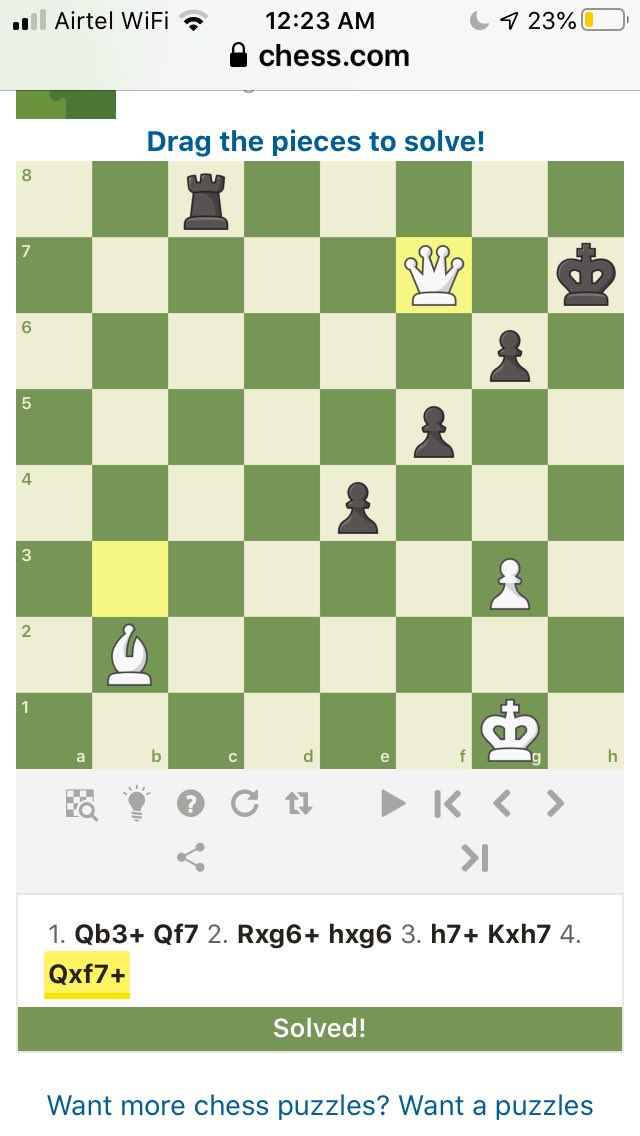 Airtel WiFi 12:23 AM 23%
chess.com
Drag the pieces to solve!
8
7
6
5
4
3
2
1
a b c d e f g h
1. Qb3+ Qf7 2. Rxg6+ hxg6 3. h7+ Kxh7 4.
Qxf7+
Solved!
Want more chess puzzles? Want a puzzles